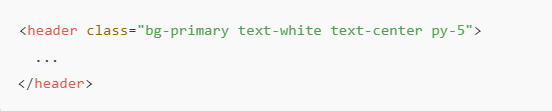 <header class="bg-primary text-white text-center py-5">
...
</header>